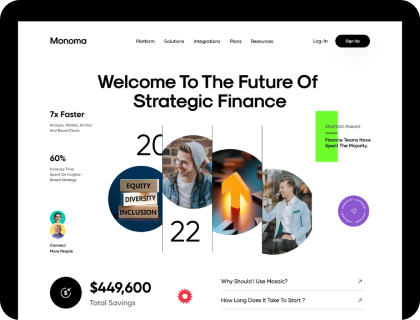 Monoma
Platform Solutions Integrations Plans Resources
Log-In Sign Up
Welcome To The Future Of
Strategic Finance
7x Faster
Analysis, Models, Ad Hoc
And Board Decks.
60%
Increase Time
Spent On Insights-
Based Strategy
Connect
More People
20
22
EQUITY
DIVERSITY
INCLUSION
STRATEGIC FINANCE
Finance Teams Have
Spent The Majority.
$449,600
Total Savings
Why Should I Use Mosaic?
How Long Does It Take To Start ?